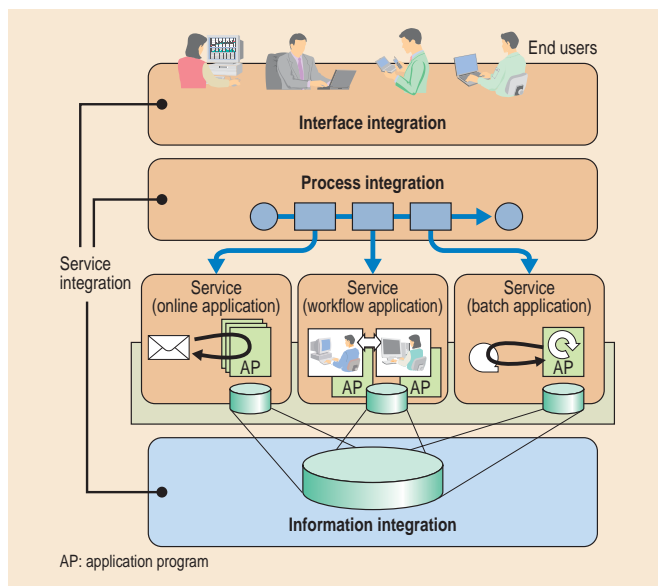 End users
Interface integration
Process integration
Service
integration
Service
(online application)
Service
(workflow application)
Service
(batch application)
AP
AP
AP
AP
Information integration
AP: application program